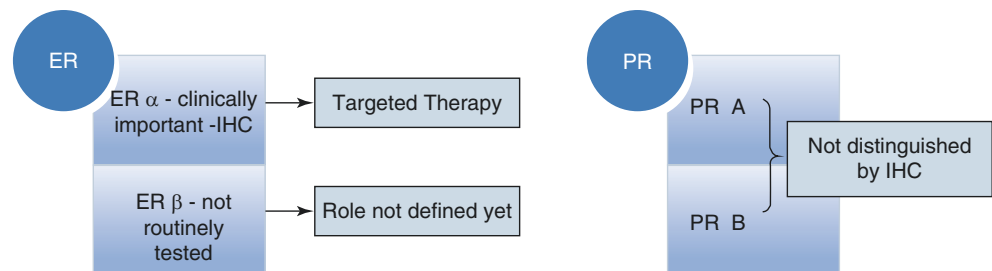 ER
ER α - clinically
important -IHC
Targeted Therapy
ER β - not
routinely
tested
Role not defined yet
PR
PR A
PR B
Not distinguished
by IHC